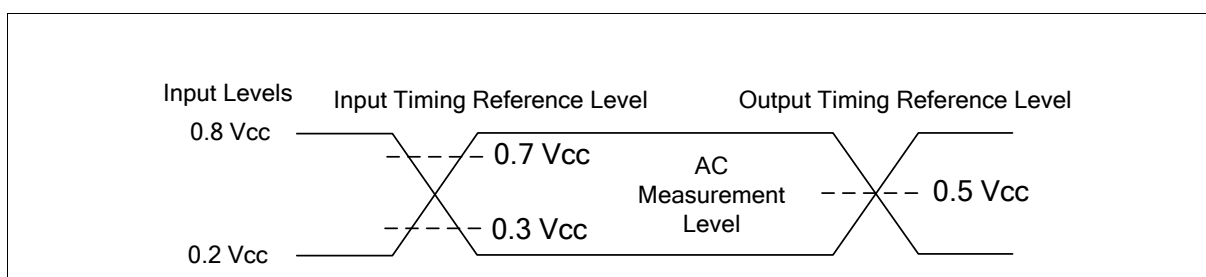 Input Levels
Input Timing Reference Level
Output Timing Reference Level
0.8 Vcc
0.7 Vcc
AC
Measurement
Level
0.5 Vcc
0.3 Vcc
0.2 Vcc